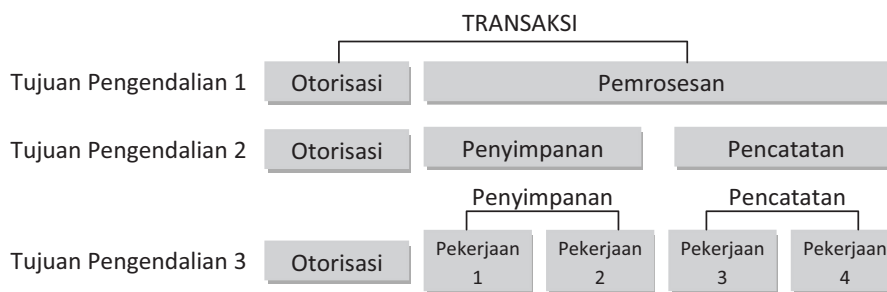 TRANSAKSI
Tujuan Pengendalian 1 Otorisasi Pemrosesan
Tujuan Pengendalian 2 Otorisasi Penyimpanan Pencatatan
Penyimpanan Pencatatan
Tujuan Pengendalian 3 Otorisasi Pekerjaan 1 Pekerjaan 2 Pekerjaan 3 Pekerjaan 4